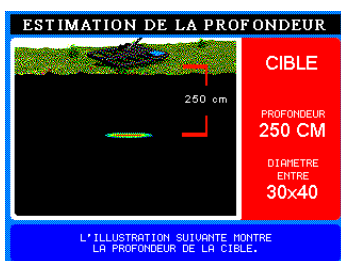 ESTIMATION DE LA PROFONDEUR
250 cm
CIBLE
PROFONDEUR
250 CM
DIAMETRE
ENTRE
30x40
L'ILLUSTRATION SUIVANTE MONTRE
LA PROFONDEUR DE LA CIBLE.